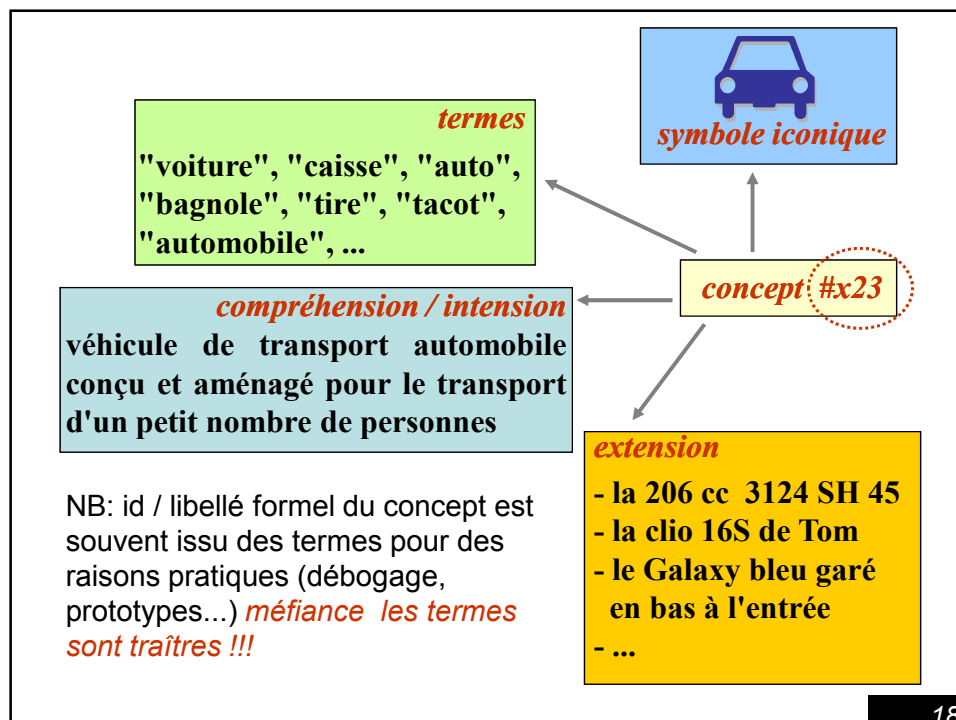 termes
"voiture", "caisse", "auto",
"bagnole", "tire", "tacot",
"automobile", ...
symbole iconique
concept #x23
compréhension / intension
véhicule de transport automobile
conçu et aménagé pour le transport
d'un petit nombre de personnes
extension
- la 206 cc 3124 SH 45
- la clio 16S de Tom
- le Galaxy bleu garé
en bas à l'entrée
- ...
NB: id / libellé formel du concept est
souvent issu des termes pour des
raisons pratiques (débogage,
prototypes...) méfiance les termes
sont traîtres !!!
18